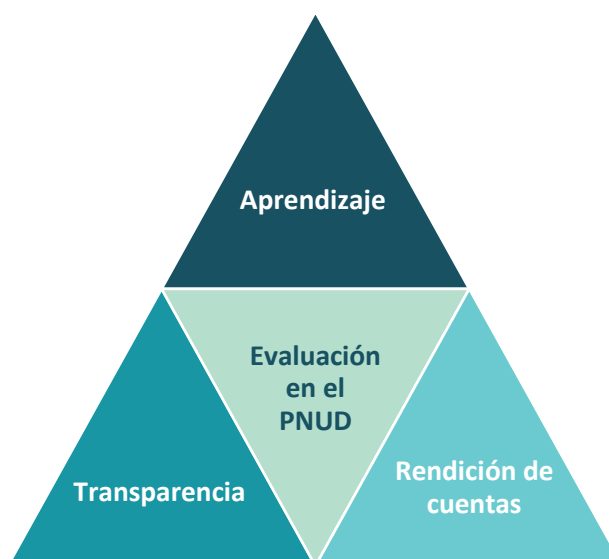 Aprendizaje
Evaluación
en el
PNUD
Transparencia
Rendición de
cuentas